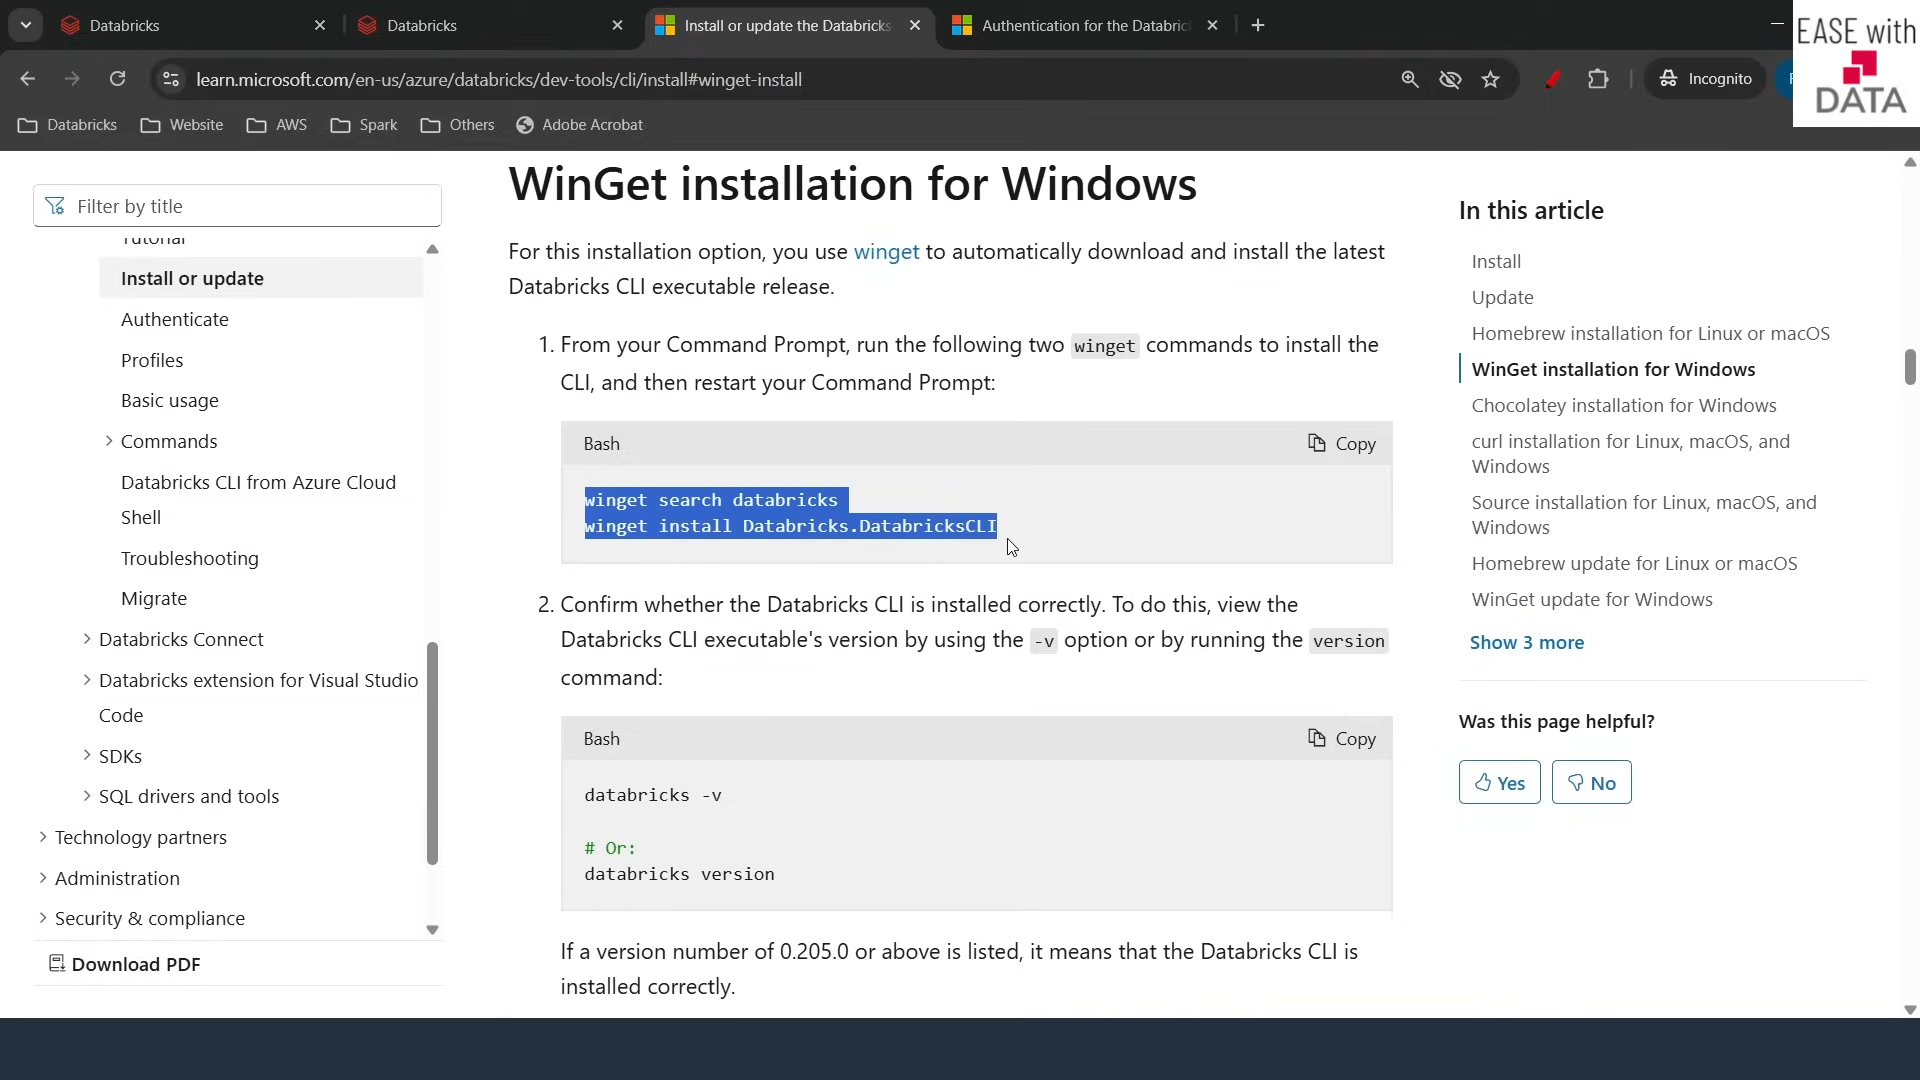 Databricks
Databricks
Install or update the Databricks
Authentication for the Databric
EASE with
DATA
learn.microsoft.com/en-us/azure/databricks/dev-tools/cli/install#winget-install
Incognito
Databricks
Website
AWS
Spark
Others
Adobe Acrobat
Filter by title
Tutorial
Install or update
Authenticate
Profiles
Basic usage
Commands
Databricks CLI from Azure Cloud
Shell
Troubleshooting
Migrate
Databricks Connect
Databricks extension for Visual Studio
Code
SDKs
SQL drivers and tools
Technology partners
Administration
Security & compliance
Download PDF
WinGet installation for Windows
For this installation option, you use winget to automatically download and install the latest
Databricks CLI executable release.
1. From your Command Prompt, run the following two winget commands to install the
CLI, and then restart your Command Prompt:
Bash
Copy
winget search databricks
winget install Databricks.DatabricksCLI
2. Confirm whether the Databricks CLI is installed correctly. To do this, view the
Databricks CLI executable's version by using the -v option or by running the version
command:
Bash
Copy
databricks -v
# Or:
databricks version
If a version number of 0.205.0 or above is listed, it means that the Databricks CLI is
installed correctly.
In this article
Install
Update
Homebrew installation for Linux or macOS
WinGet installation for Windows
Chocolatey installation for Windows
curl installation for Linux, macOS, and
Windows
Source installation for Linux, macOS, and
Windows
Homebrew update for Linux or macOS
WinGet update for Windows
Show 3 more
Was this page helpful?
Yes
No